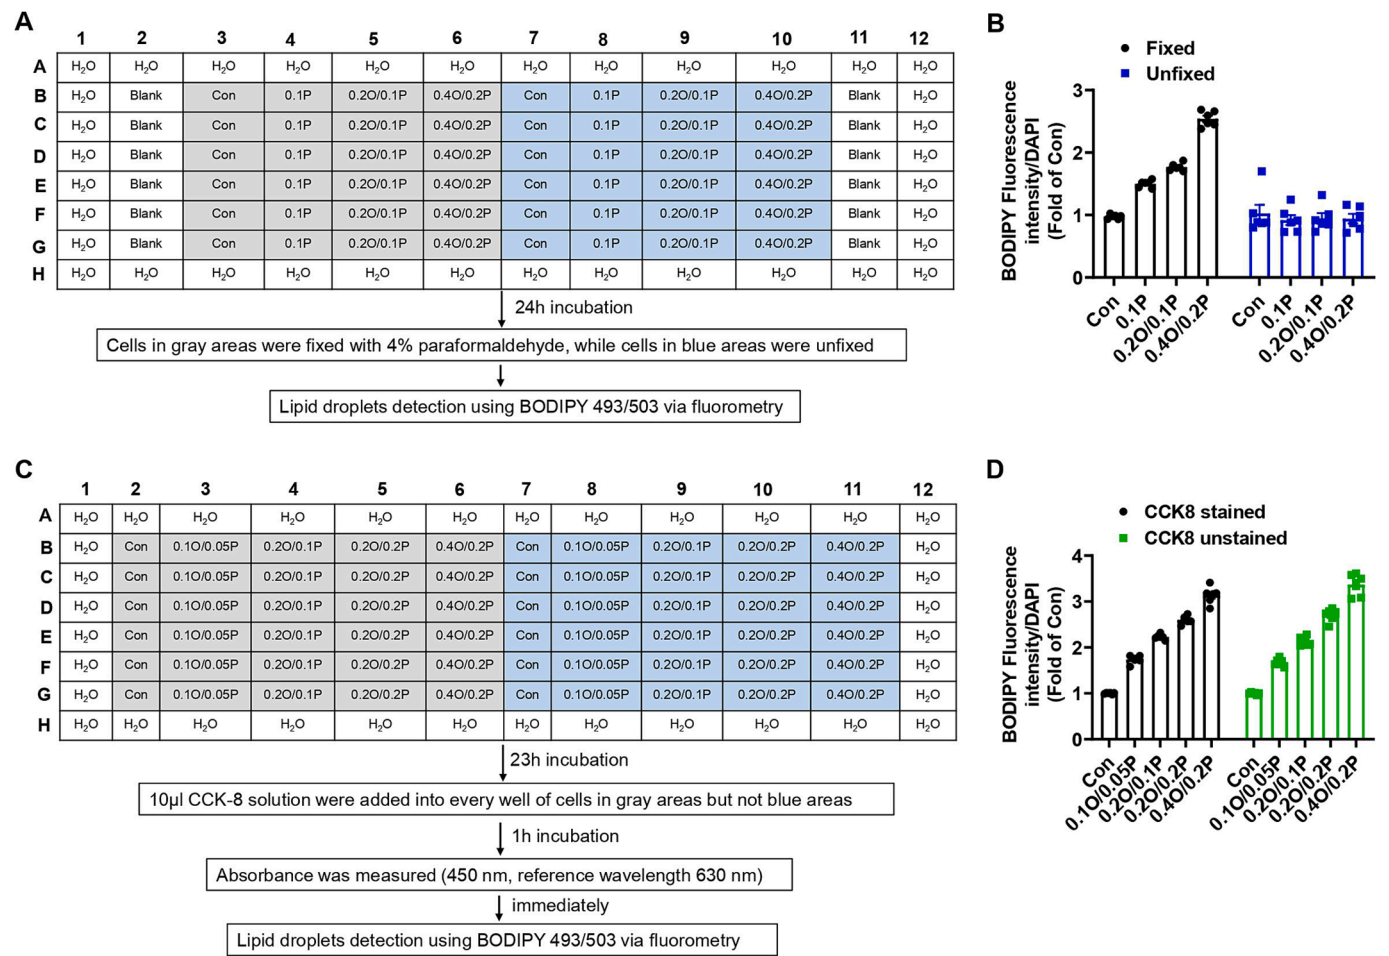 A
1 2 3 4 5 6 7 8 9 10 11 12
A H₂O H₂O H₂O H₂O H₂O H₂O H₂O H₂O H₂O H₂O H₂O H₂O
B H₂O Blank Con 0.1P 0.2O/0.1P 0.4O/0.2P Con 0.1P 0.2O/0.1P 0.4O/0.2P Blank H₂O
C H₂O Blank Con 0.1P 0.2O/0.1P 0.4O/0.2P Con 0.1P 0.2O/0.1P 0.4O/0.2P Blank H₂O
D H₂O Blank Con 0.1P 0.2O/0.1P 0.4O/0.2P Con 0.1P 0.2O/0.1P 0.4O/0.2P Blank H₂O
E H₂O Blank Con 0.1P 0.2O/0.1P 0.4O/0.2P Con 0.1P 0.2O/0.1P 0.4O/0.2P Blank H₂O
F H₂O Blank Con 0.1P 0.2O/0.1P 0.4O/0.2P Con 0.1P 0.2O/0.1P 0.4O/0.2P Blank H₂O
G H₂O Blank Con 0.1P 0.2O/0.1P 0.4O/0.2P Con 0.1P 0.2O/0.1P 0.4O/0.2P Blank H₂O
H H₂O H₂O H₂O H₂O H₂O H₂O H₂O H₂O H₂O H₂O H₂O H₂O
24h incubation
Cells in gray areas were fixed with 4% paraformaldehyde, while cells in blue areas were unfixed
Lipid droplets detection using BODIPY 493/503 via fluorometry
B
Fixed
Unfixed
BODIPY Fluorescence
intensity/DAPI
(Fold of Con)
3
2
1
0
Con 0.1P 0.2O/0.1P 0.4O/0.2P Con 0.1P 0.2O/0.1P 0.4O/0.2P
C
1 2 3 4 5 6 7 8 9 10 11 12
A H₂O H₂O H₂O H₂O H₂O H₂O H₂O H₂O H₂O H₂O H₂O H₂O
B H₂O Con 0.1O/0.05P 0.2O/0.1P 0.2O/0.2P 0.4O/0.2P Con 0.1O/0.05P 0.2O/0.1P 0.2O/0.2P 0.4O/0.2P H₂O
C H₂O Con 0.1O/0.05P 0.2O/0.1P 0.2O/0.2P 0.4O/0.2P Con 0.1O/0.05P 0.2O/0.1P 0.2O/0.2P 0.4O/0.2P H₂O
D H₂O Con 0.1O/0.05P 0.2O/0.1P 0.2O/0.2P 0.4O/0.2P Con 0.1O/0.05P 0.2O/0.1P 0.2O/0.2P 0.4O/0.2P H₂O
E H₂O Con 0.1O/0.05P 0.2O/0.1P 0.2O/0.2P 0.4O/0.2P Con 0.1O/0.05P 0.2O/0.1P 0.2O/0.2P 0.4O/0.2P H₂O
F H₂O Con 0.1O/0.05P 0.2O/0.1P 0.2O/0.2P 0.4O/0.2P Con 0.1O/0.05P 0.2O/0.1P 0.2O/0.2P 0.4O/0.2P H₂O
G H₂O Con 0.1O/0.05P 0.2O/0.1P 0.2O/0.2P 0.4O/0.2P Con 0.1O/0.05P 0.2O/0.1P 0.2O/0.2P 0.4O/0.2P H₂O
H H₂O H₂O H₂O H₂O H₂O H₂O H₂O H₂O H₂O H₂O H₂O H₂O
23h incubation
10μl CCK-8 solution were added into every well of cells in gray areas but not blue areas
1h incubation
Absorbance was measured (450 nm, reference wavelength 630 nm)
immediately
Lipid droplets detection using BODIPY 493/503 via fluorometry
D
CCK8 stained
CCK8 unstained
BODIPY Fluorescence
intensity/DAPI
(Fold of Con)
4
3
2
1
0
Con 0.1O/0.05P 0.2O/0.1P 0.2O/0.2P 0.4O/0.2P Con 0.1O/0.05P 0.2O/0.1P 0.2O/0.2P 0.4O/0.2P